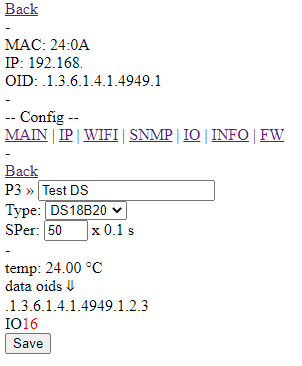 Back
-
MAC: 24:0A
IP: 192.168.
OID: .1.3.6.1.4.1.4949.1
-
-- Config --
MAIN | IP | WIFI | SNMP | IO | INFO | FW
-
Back
P3 » Test DS
Type: DS18B20
SPer: 50 x 0.1 s
-
temp: 24.00 °C
data oids ⇓
.1.3.6.1.4.1.4949.1.2.3
IO16
Save